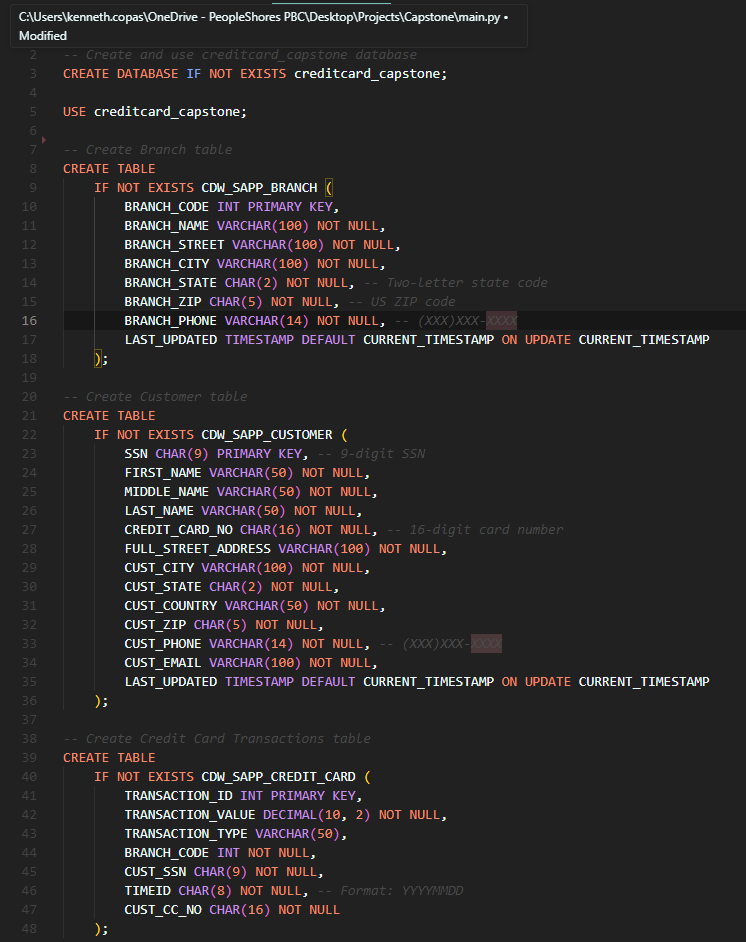 C:\Users\kenneth.copas\OneDrive - PeopleShores PBC\Desktop\Projects\Capstone\main.py •
Modified
2 -- Create and use creditcard_capstone database
3 CREATE DATABASE IF NOT EXISTS creditcard_capstone;
4
5 USE creditcard_capstone;
6
7 -- Create Branch table
8 CREATE TABLE
9     IF NOT EXISTS CDW_SAPP_BRANCH (
10         BRANCH_CODE INT PRIMARY KEY,
11         BRANCH_NAME VARCHAR(100) NOT NULL,
12         BRANCH_STREET VARCHAR(100) NOT NULL,
13         BRANCH_CITY VARCHAR(100) NOT NULL,
14         BRANCH_STATE CHAR(2) NOT NULL, -- Two-letter state code
15         BRANCH_ZIP CHAR(5) NOT NULL, -- US ZIP code
16         BRANCH_PHONE VARCHAR(14) NOT NULL, -- (XXX)XXX-XXXX
17         LAST_UPDATED TIMESTAMP DEFAULT CURRENT_TIMESTAMP ON UPDATE CURRENT_TIMESTAMP
18     );
19
20 -- Create Customer table
21 CREATE TABLE
22     IF NOT EXISTS CDW_SAPP_CUSTOMER (
23         SSN CHAR(9) PRIMARY KEY, -- 9-digit SSN
24         FIRST_NAME VARCHAR(50) NOT NULL,
25         MIDDLE_NAME VARCHAR(50) NOT NULL,
26         LAST_NAME VARCHAR(50) NOT NULL,
27         CREDIT_CARD_NO CHAR(16) NOT NULL, -- 16-digit card number
28         FULL_STREET_ADDRESS VARCHAR(100) NOT NULL,
29         CUST_CITY VARCHAR(100) NOT NULL,
30         CUST_STATE CHAR(2) NOT NULL,
31         CUST_COUNTRY VARCHAR(50) NOT NULL,
32         CUST_ZIP CHAR(5) NOT NULL,
33         CUST_PHONE VARCHAR(14) NOT NULL, -- (XXX)XXX-XXXX
34         CUST_EMAIL VARCHAR(100) NOT NULL,
35         LAST_UPDATED TIMESTAMP DEFAULT CURRENT_TIMESTAMP ON UPDATE CURRENT_TIMESTAMP
36     );
37
38 -- Create Credit Card Transactions table
39 CREATE TABLE
40     IF NOT EXISTS CDW_SAPP_CREDIT_CARD (
41         TRANSACTION_ID INT PRIMARY KEY,
42         TRANSACTION_VALUE DECIMAL(10, 2) NOT NULL,
43         TRANSACTION_TYPE VARCHAR(50),
44         BRANCH_CODE INT NOT NULL,
45         CUST_SSN CHAR(9) NOT NULL,
46         TIMEID CHAR(8) NOT NULL, -- Format: YYYYMMDD
47         CUST_CC_NO CHAR(16) NOT NULL
48     );